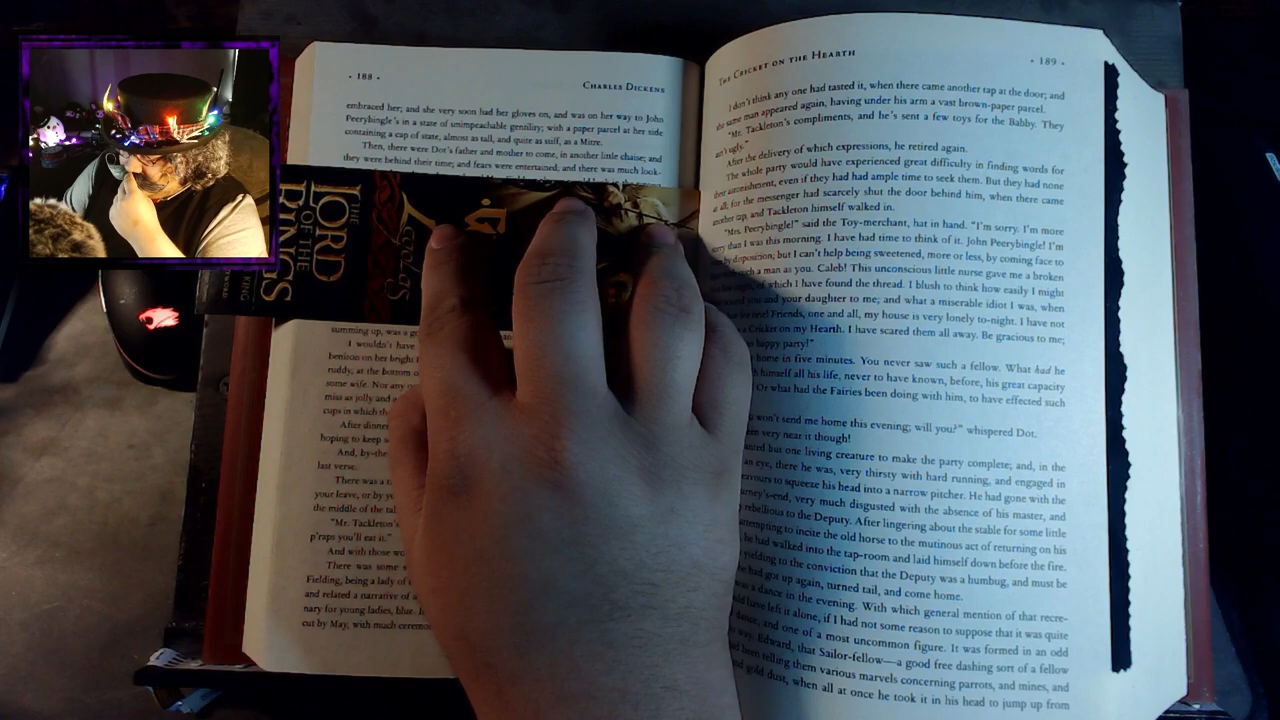 · 188 ·
CHARLES DICKENS
embraced her; and she very soon had her gloves on, and was on her way to John
Peerybingle's in a state of unimpeachable gentility; with a paper parcel at her side
containing a cap of state, almost as tall, and quite as stiff, as a Mitre.
Then, there were Dot's father and mother to come, in another little chaise; and
they were behind their time; and fears were entertained, and there was much look-
THE LORD OF THE RINGS
Legolas
KING
summing up, was a
I wouldn't have
benison on her bright
ruddy, at the bottom o
some wife. Nor any
miss as jolly and
cups in which
After dinner
hoping to keep
And, by-the
last verse.
There was a
your leave, or by
the middle of the
"Mr. Tackleton's
p'raps you'll eat it."
And with those
There was some
Fielding, being a lady of
and related a narrative of
nary for young ladies, blue.
cut by May, with much
THE CRICKET ON THE HEARTH
· 189 ·
I don't think any one had tasted it, when there came another tap at the door; and
the same man appeared again, having under his arm a vast brown-paper parcel.
"Mr. Tackleton's compliments, and he's sent a few toys for the Babby. They
ain't ugly."
After the delivery of which expressions, he retired again.
The whole party would have experienced great difficulty in finding words for
their astonishment, even if they had had ample time to seek them. But they had none
at all; for the messenger had scarcely shut the door behind him, when there came
another tap, and Tackleton himself walked in.
"Mrs. Peerybingle!" said the Toy-merchant, hat in hand. "I'm sorry. I'm more
sorry than I was this morning. I have had time to think of it. John Peerybingle! I'm
by disposition; but I can't help being sweetened, more or less, by coming to face
such a man as you. Caleb! This unconscious little nurse gave me a broken
of which I have found the thread. I blush to think how easily I might
you and your daughter to me; and what a miserable idiot I was, when
Friends, one and all, my house is very lonely to-night. I have not
a Cricket on my Hearth. I have scared them all away. Be gracious to me;
happy party!"
home in five minutes. You never saw such a fellow. What had he
himself all his life, never to have known, before, his great capacity
Or what had the Fairies been doing with him, to have effected such
won't send me home this evening; will you?" whispered Dot.
very near it though!
but one living creature to make the party complete; and, in the
an eye, there he was, very thirsty with hard running, and engaged in
to squeeze his head into a narrow pitcher. He had gone with the
very much disgusted with the absence of his master, and
rebellious to the Deputy. After lingering about the stable for some little
attempting to incite the old horse to the mutinous act of returning on his
he had walked into the tap-room and laid himself down before the fire.
yielding to the conviction that the Deputy was a humbug, and must be
he had got up again, turned tail, and come home.
was a dance in the evening. With which general mention of that recre-
have left it alone, if I had not some reason to suppose that it was quite
dance, and one of a most uncommon figure. It was formed in an odd
way. Edward, that Sailor-fellow—a good free dashing sort of a fellow
been telling them various marvels concerning parrots, and mines, and
gold dust, when all at once he took it in his head to jump up from